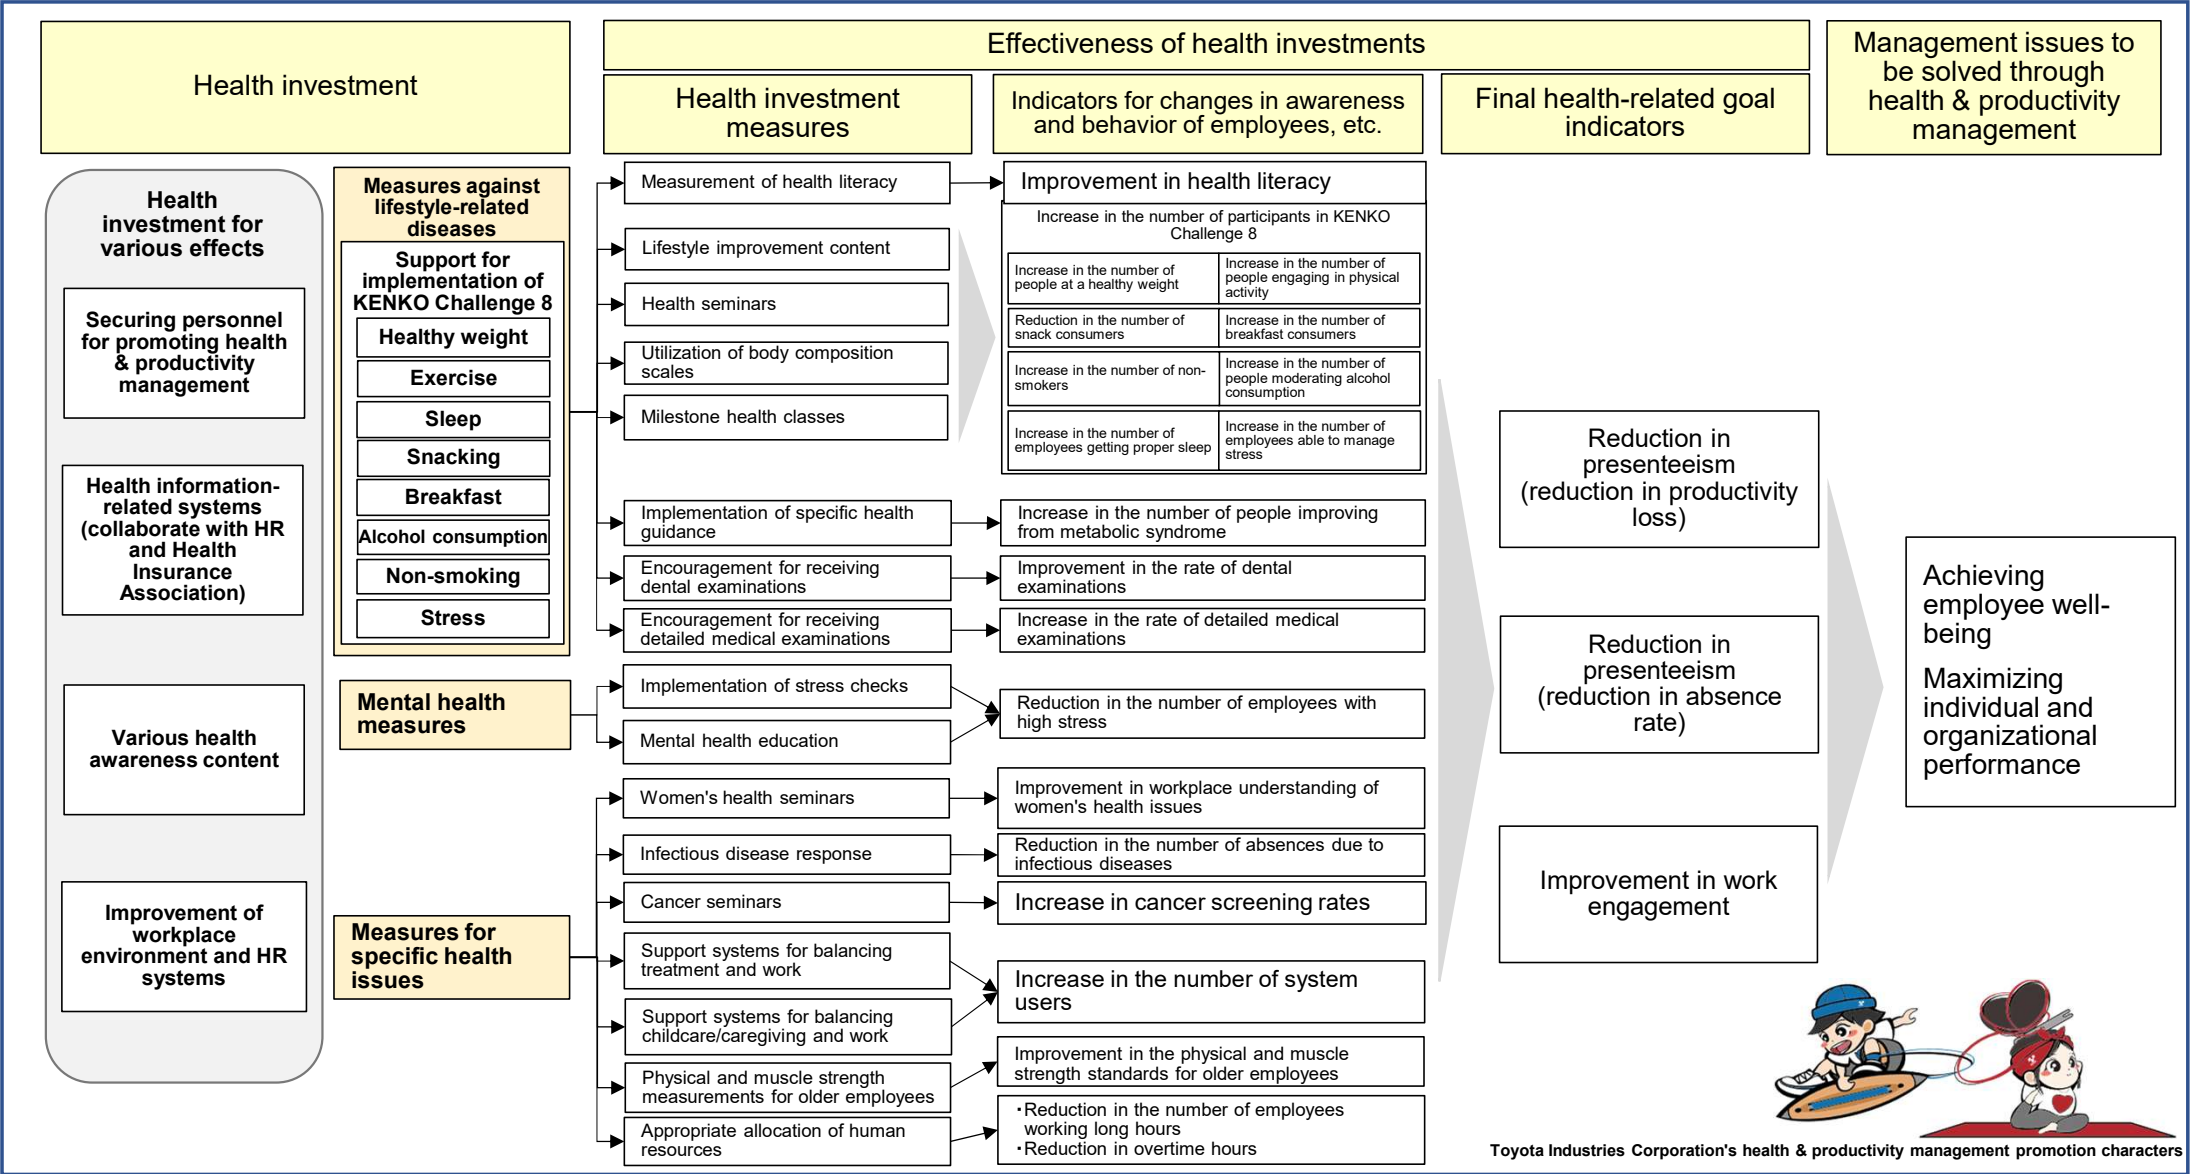 Health investment
Effectiveness of health investments
Health investment
measures
Indicators for changes in awareness
and behavior of employees, etc.
Final health-related goal
indicators
Management issues to
be solved through
health & productivity
management
Health
investment for
various effects
Securing personnel
for promoting health
& productivity
management
Health information-
related systems
(collaborate with HR
and Health
Insurance
Association)
Various health
awareness content
Improvement of
workplace
environment and HR
systems
Measures against
lifestyle-related
diseases
Support for
implementation of
KENKO Challenge 8
Healthy weight
Exercise
Sleep
Snacking
Breakfast
Alcohol consumption
Non-smoking
Stress
Mental health
measures
Measures for
specific health
issues
Measurement of health literacy
Lifestyle improvement content
Health seminars
Utilization of body composition
scales
Milestone health classes
Implementation of specific health
guidance
Encouragement for receiving
dental examinations
Encouragement for receiving
detailed medical examinations
Implementation of stress checks
Mental health education
Women's health seminars
Infectious disease response
Cancer seminars
Support systems for balancing
treatment and work
Support systems for balancing
childcare/caregiving and work
Physical and muscle strength
measurements for older employees
Appropriate allocation of human
resources
Improvement in health literacy
Increase in the number of participants in KENKO
Challenge 8
Increase in the number of
people at a healthy weight
Increase in the number of
people engaging in physical
activity
Reduction in the number of
snack consumers
Increase in the number of
breakfast consumers
Increase in the number of non-
smokers
Increase in the number of
people moderating alcohol
consumption
Increase in the number of
employees getting proper sleep
Increase in the number of
employees able to manage
stress
Increase in the number of people improving
from metabolic syndrome
Improvement in the rate of dental
examinations
Increase in the rate of detailed medical
examinations
Reduction in the number of employees with
high stress
Improvement in workplace understanding of
women's health issues
Reduction in the number of absences due to
infectious diseases
Increase in cancer screening rates
Increase in the number of system
users
Improvement in the physical and muscle
strength standards for older employees
・Reduction in the number of employees
working long hours
・Reduction in overtime hours
Reduction in
presenteeism
(reduction in productivity
loss)
Reduction in
presenteeism
(reduction in absence
rate)
Improvement in work
engagement
Achieving
employee well-
being
Maximizing
individual and
organizational
performance
Toyota Industries Corporation's health & productivity management promotion characters